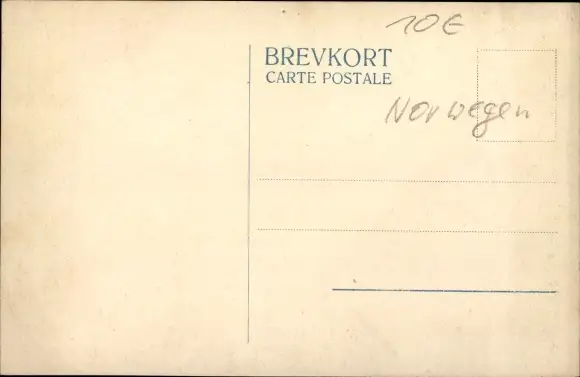 10€
BREVKORT
CARTE POSTALE
Norwegen